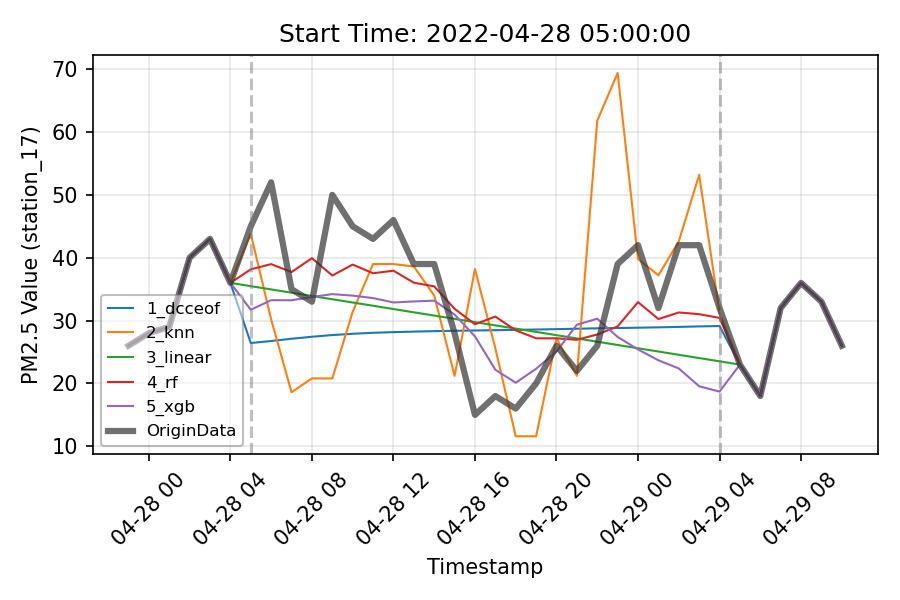 Start Time: 2022-04-28 05:00:00
PM2.5 Value (station_17)
70
60
50
40
30
20
10
1_dcceof
2_knn
3_linear
4_rf
5_xgb
OriginData
04-28 00
04-28 04
04-28 08
04-28 12
04-28 16
04-28 20
04-29 00
04-29 04
04-29 08
Timestamp